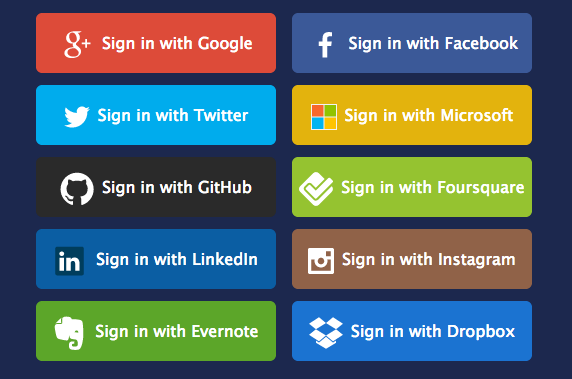 g+ Sign in with Google
f Sign in with Facebook
Sign in with Twitter
Sign in with Microsoft
Sign in with GitHub
Sign in with Foursquare
in Sign in with LinkedIn
Sign in with Instagram
Sign in with Evernote
Sign in with Dropbox